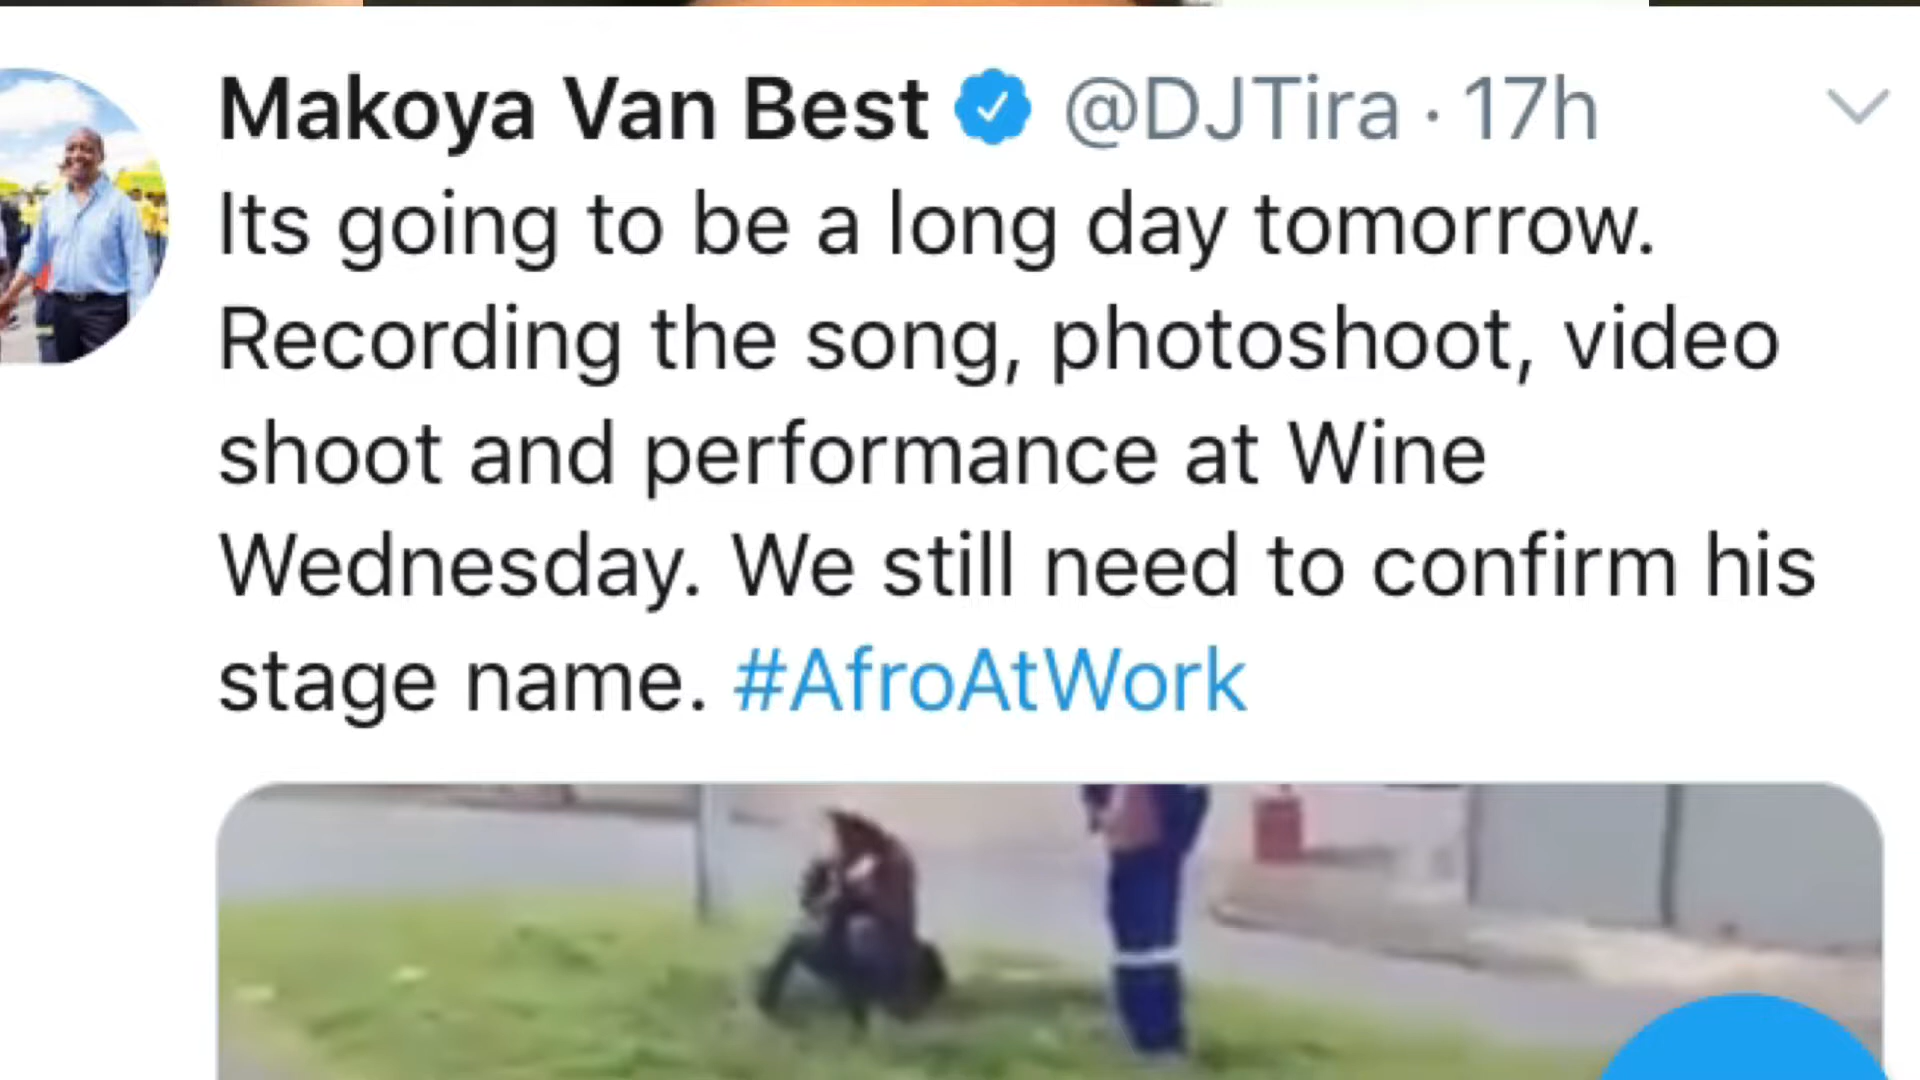 Makoya Van Best @DJTira · 17h
Its going to be a long day tomorrow.
Recording the song, photoshoot, video
shoot and performance at Wine
Wednesday. We still need to confirm his
stage name. #AfroAtWork